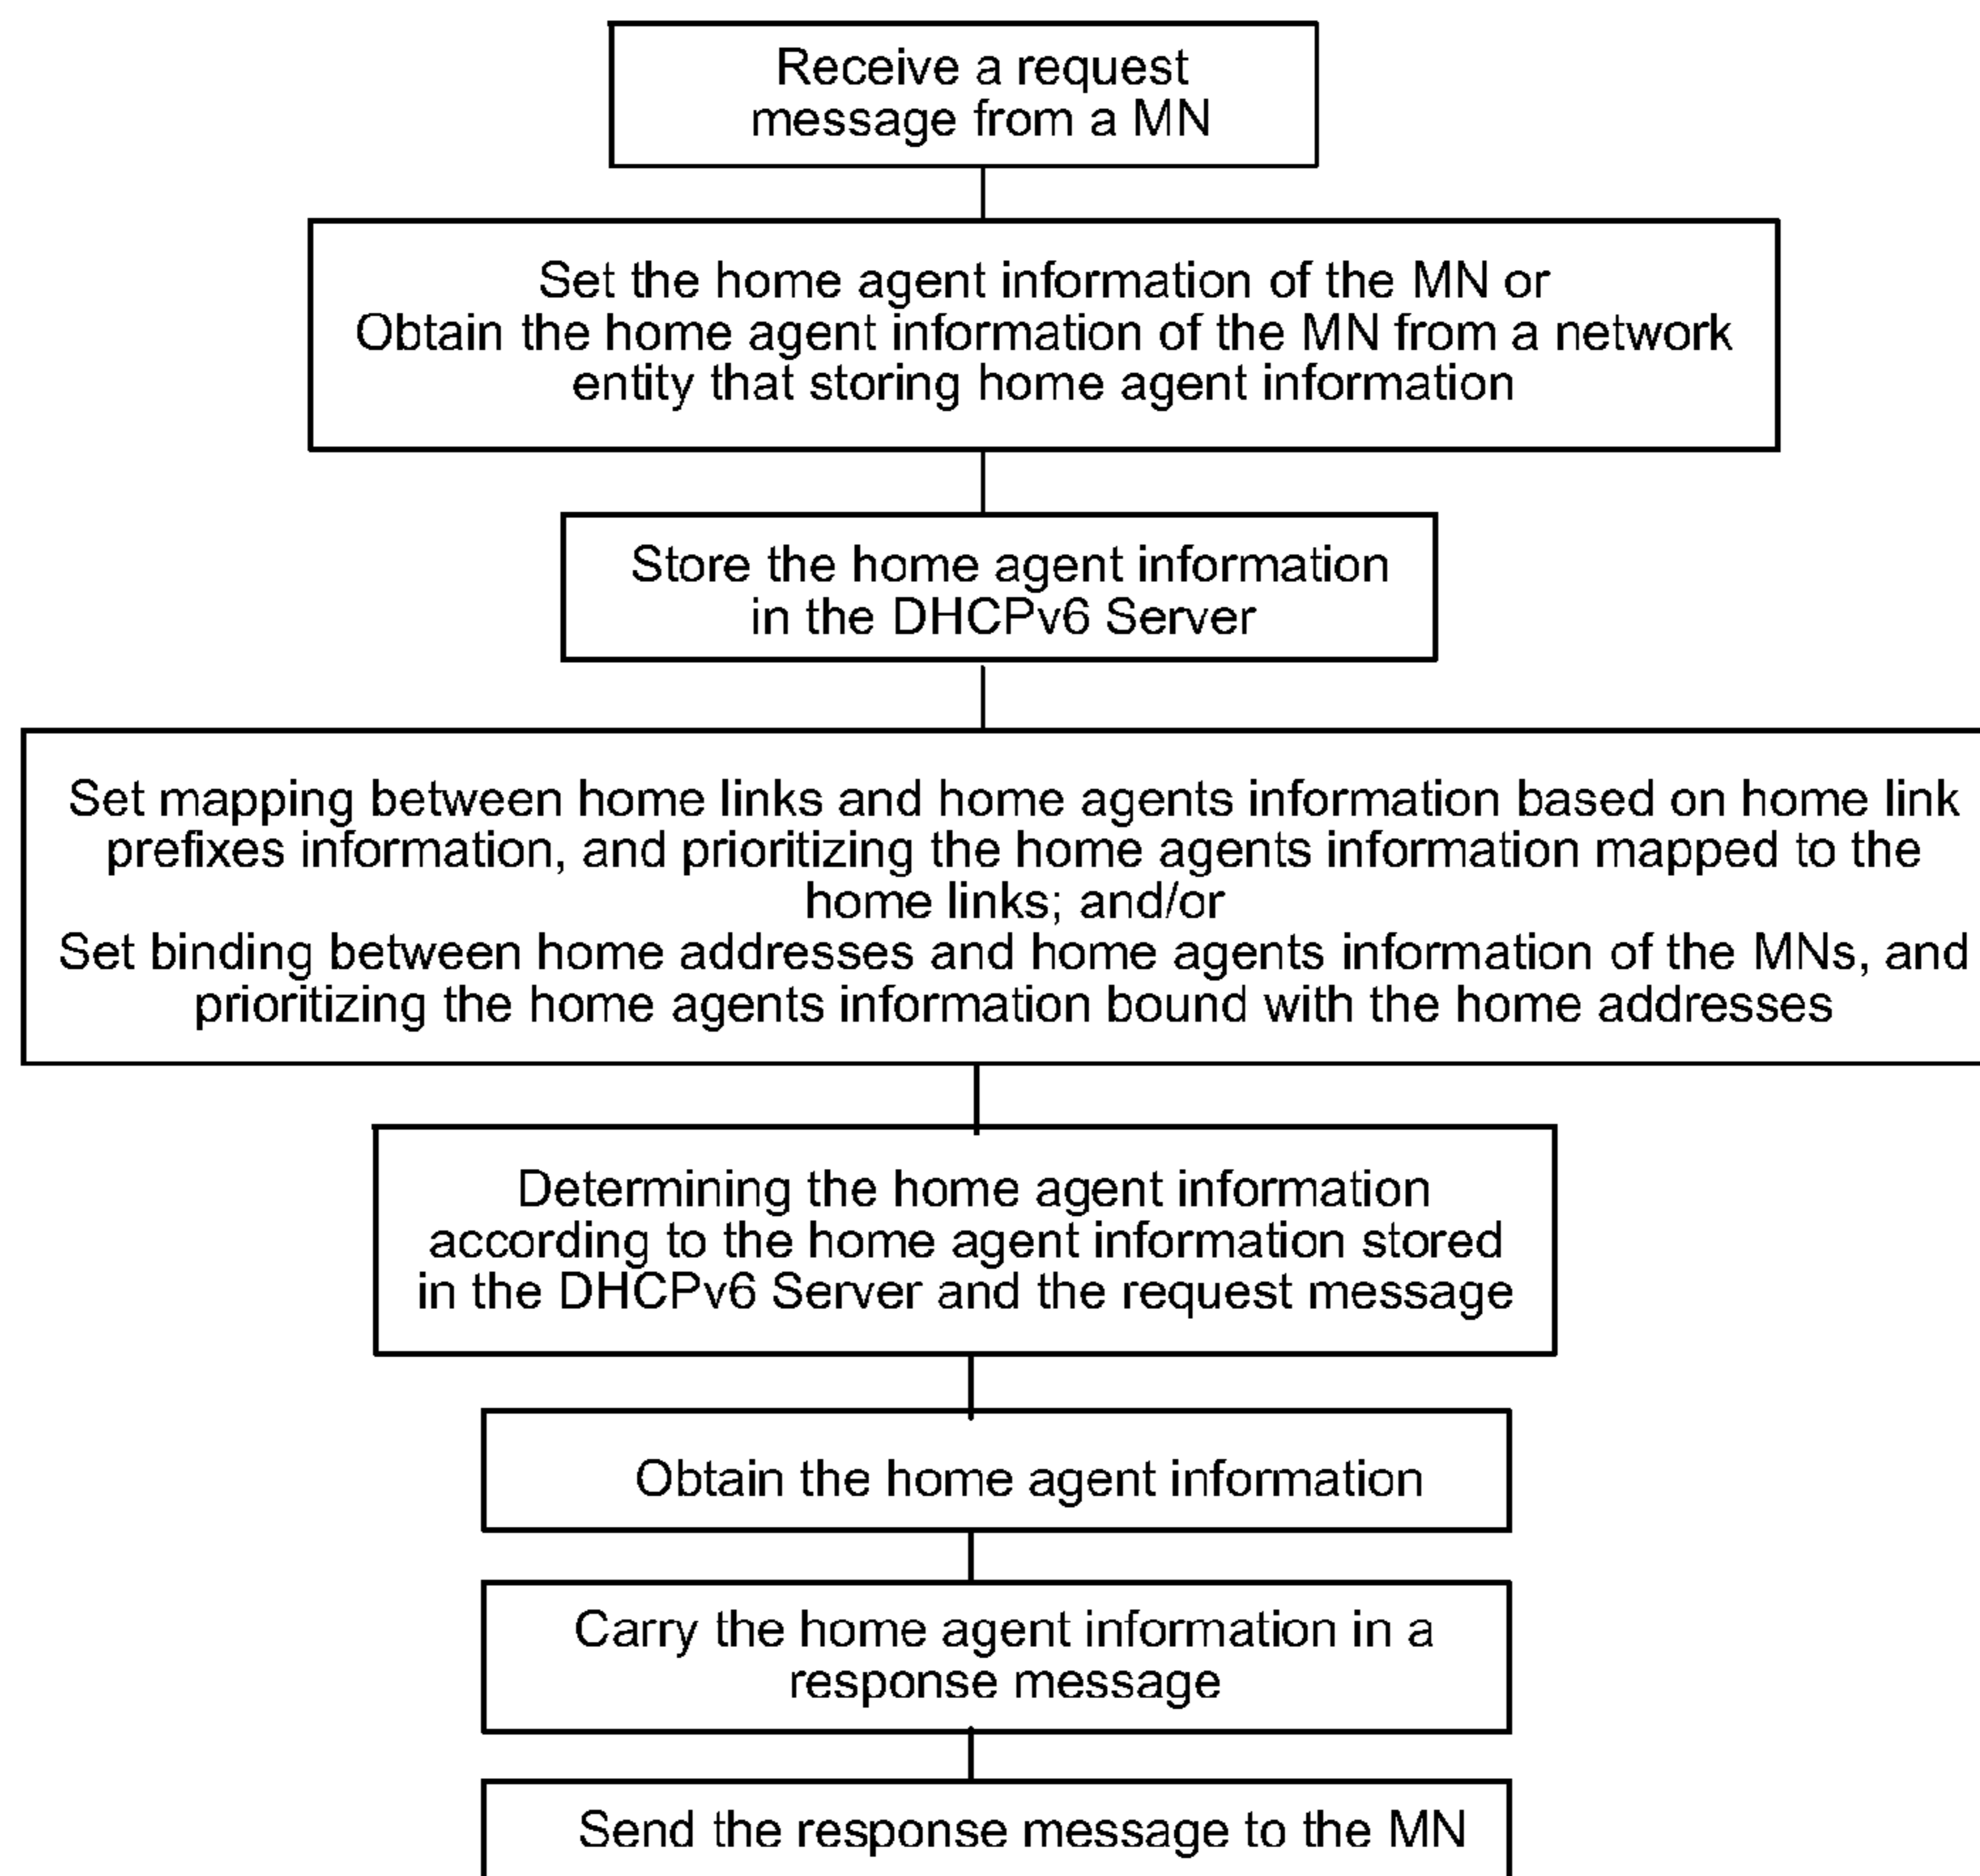 Receive a request
message from a MN
Set the home agent information of the MN or
Obtain the home agent information of the MN from a network
entity that storing home agent information
Store the home agent information
in the DHCPv6 Server
Set mapping between home links and home agents information based on home link
prefixes information, and prioritizing the home agents information mapped to the
home links; and/or
Set binding between home addresses and home agents information of the MNs, and
prioritizing the home agents information bound with the home addresses
Determining the home agent information
according to the home agent information stored
in the DHCPv6 Server and the request message
Obtain the home agent information
Carry the home agent information in a
response message
Send the response message to the MN